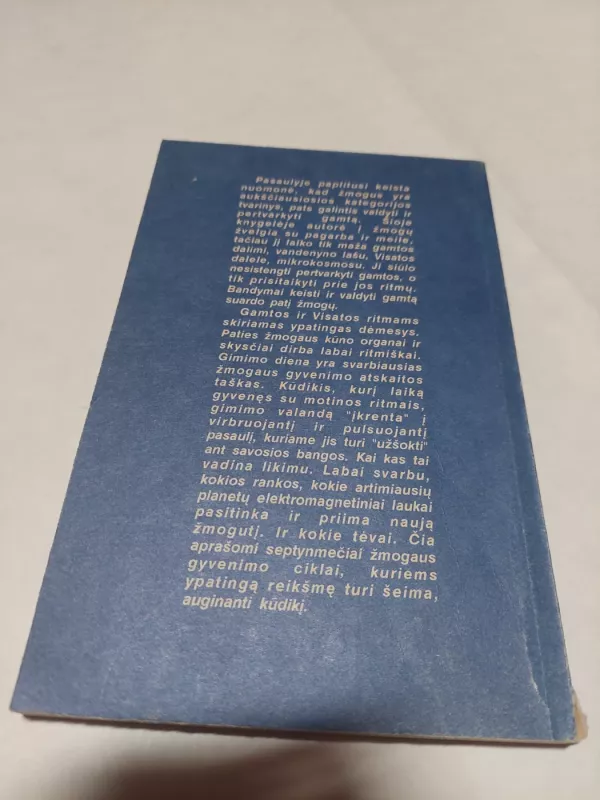 Pasaulyje paplitusi keista
nuomonė, kad žmogus yra
aukščiausiosios kategorijos
tvarinys, pats galintis valdyti ir
pertvarkyti gamtą. Šioje
knygelėje autorė į žmogų
žvelgia su pagarba ir meile,
tačiau jį laiko tik maža gamtos
dalimi, vandenyno lašu, Visatos
dalele, mikrokosmosu. Ji siūlo
nesistengti pertvarkyti gamtos, o
tik prisitaikyti prie jos ritmų.
Bandymai keisti ir valdyti gamtą
suardo patį žmogų.
Gamtos ir Visatos ritmams
skiriamas ypatingas dėmesys.
Paties žmogaus kūno organai ir
skysčiai dirba labai ritmiškai.
Gimimo diena yra svarbiausias
žmogaus gyvenimo atskaitos
taškas. Kūdikis, kurį laiką
gyvenęs su motinos ritmais,
gimimo valandą "įkrenta" į
virbruojantį ir pulsuojantį
pasaulį, kuriame jis turi "užšokti"
ant savosios bangos. Kai kas tai
vadina likimu. Labai svarbu,
kokios rankos, kokie artimiausių
planetų elektromagnetiniai laukai
pasitinka ir priima naują
žmogutį. Ir kokie tėvai. Čia
aprašomi septynmečiai žmogaus
gyvenimo ciklai, kuriems
ypatingą reikšmę turi šeima,
auginanti kūdikį.